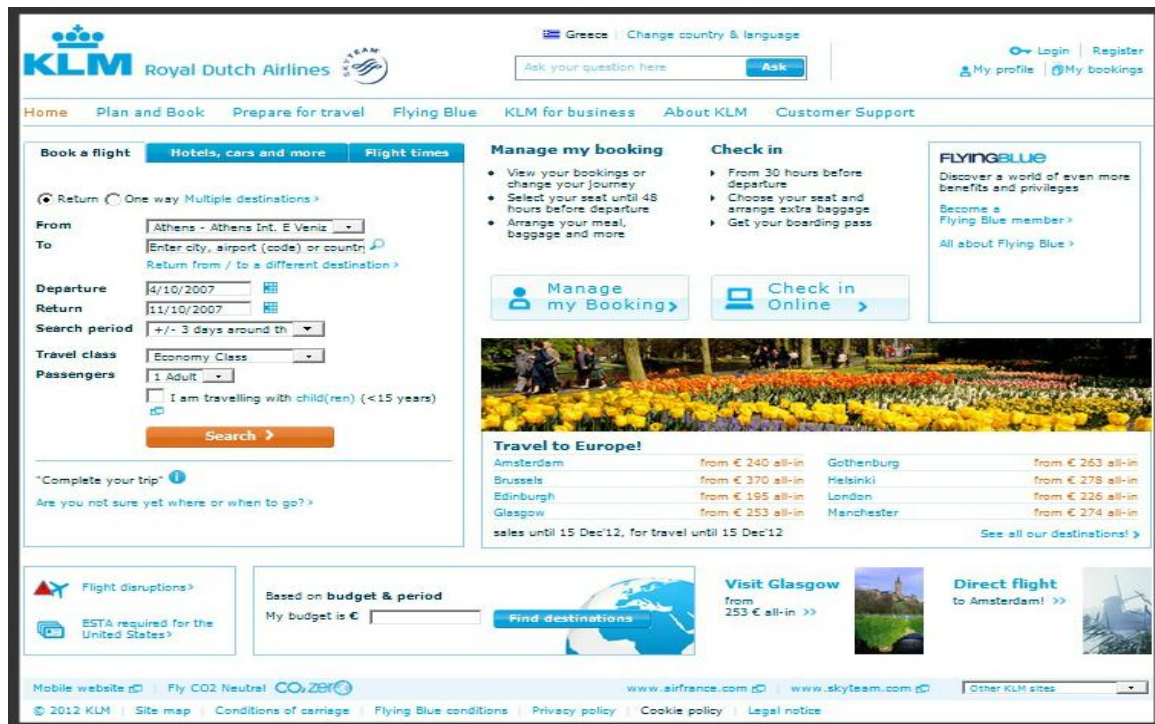 KLM Royal Dutch Airlines SKYTEAM
Greece | Change country & language
Ask your question here Ask
Login | Register
My profile | My bookings
Home Plan and Book Prepare for travel Flying Blue KLM for business About KLM Customer Support
Book a flight Hotels, cars and more Flight times
Return One way Multiple destinations >
From Athens - Athens Int. E Veniz
To Enter city, airport (code) or countr
Return from / to a different destination >
Departure 4/10/2007
Return 11/10/2007
Search period +/- 3 days around th
Travel class Economy Class
Passengers 1 Adult
I am travelling with child(ren) (<15 years)
Search >
"Complete your trip" i
Are you not sure yet where or when to go? >
Manage my booking
• View your bookings or
change your journey
• Select your seat until 48
hours before departure
• Arrange your meal,
baggage and more
Manage
my Booking >
Check in
From 30 hours before
departure
Choose your seat and
arrange extra baggage
Get your boarding pass
Check in
Online >
FLYINGBLUE
Discover a world of even more
benefits and privileges
Become a
Flying Blue member >
All about Flying Blue >
Travel to Europe!
Amsterdam from € 240 all-in Gothenburg from € 263 all-in
Brussels from € 370 all-in Helsinki from € 278 all-in
Edinburgh from € 195 all-in London from € 226 all-in
Glasgow from € 253 all-in Manchester from € 274 all-in
sales until 15 Dec'12, for travel until 15 Dec'12 See all our destinations! >
Flight disruptions >
ESTA required for the
United States >
Based on budget & period
My budget is € Find destinations
Visit Glasgow
from
253 € all-in >>
Direct flight
to Amsterdam! >>
Mobile website | Fly CO2 Neutral CO2ZERO www.airfrance.com | www.skyteam.com Other KLM sites
© 2012 KLM | Site map | Conditions of carriage | Flying Blue conditions | Privacy policy | Cookie policy | Legal notice